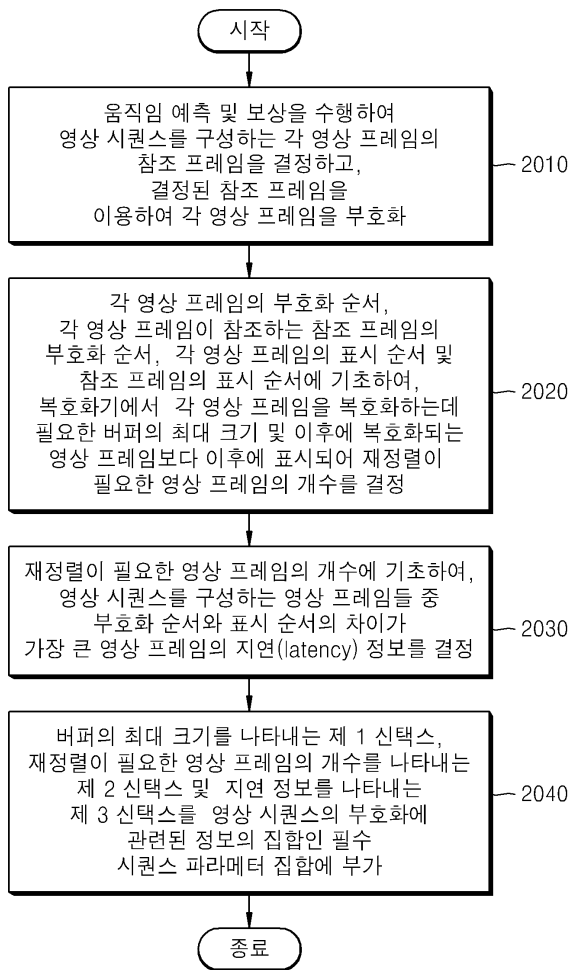 시작
움직임 예측 및 보상을 수행하여
영상 시퀀스를 구성하는 각 영상 프레임의
참조 프레임을 결정하고,
결정된 참조 프레임을
이용하여 각 영상 프레임을 부호화
2010
각 영상 프레임의 부호화 순서,
각 영상 프레임이 참조하는 참조 프레임의
부호화 순서, 각 영상 프레임의 표시 순서 및
참조 프레임의 표시 순서에 기초하여,
복호화기에서 각 영상 프레임을 복호화하는데
필요한 버퍼의 최대 크기 및 이후에 복호화되는
영상 프레임보다 이후에 표시되어 재정렬이
필요한 영상 프레임의 개수를 결정
2020
재정렬이 필요한 영상 프레임의 개수에 기초하여,
영상 시퀀스를 구성하는 영상 프레임들 중
부호화 순서와 표시 순서의 차이가
가장 큰 영상 프레임의 지연(latency) 정보를 결정
2030
버퍼의 최대 크기를 나타내는 제 1 신택스,
재정렬이 필요한 영상 프레임의 개수를 나타내는
제 2 신택스 및 지연 정보를 나타내는
제 3 신택스를 영상 시퀀스의 부호화에
관련된 정보의 집합인 필수
시퀀스 파라메터 집합에 부가
2040
종료